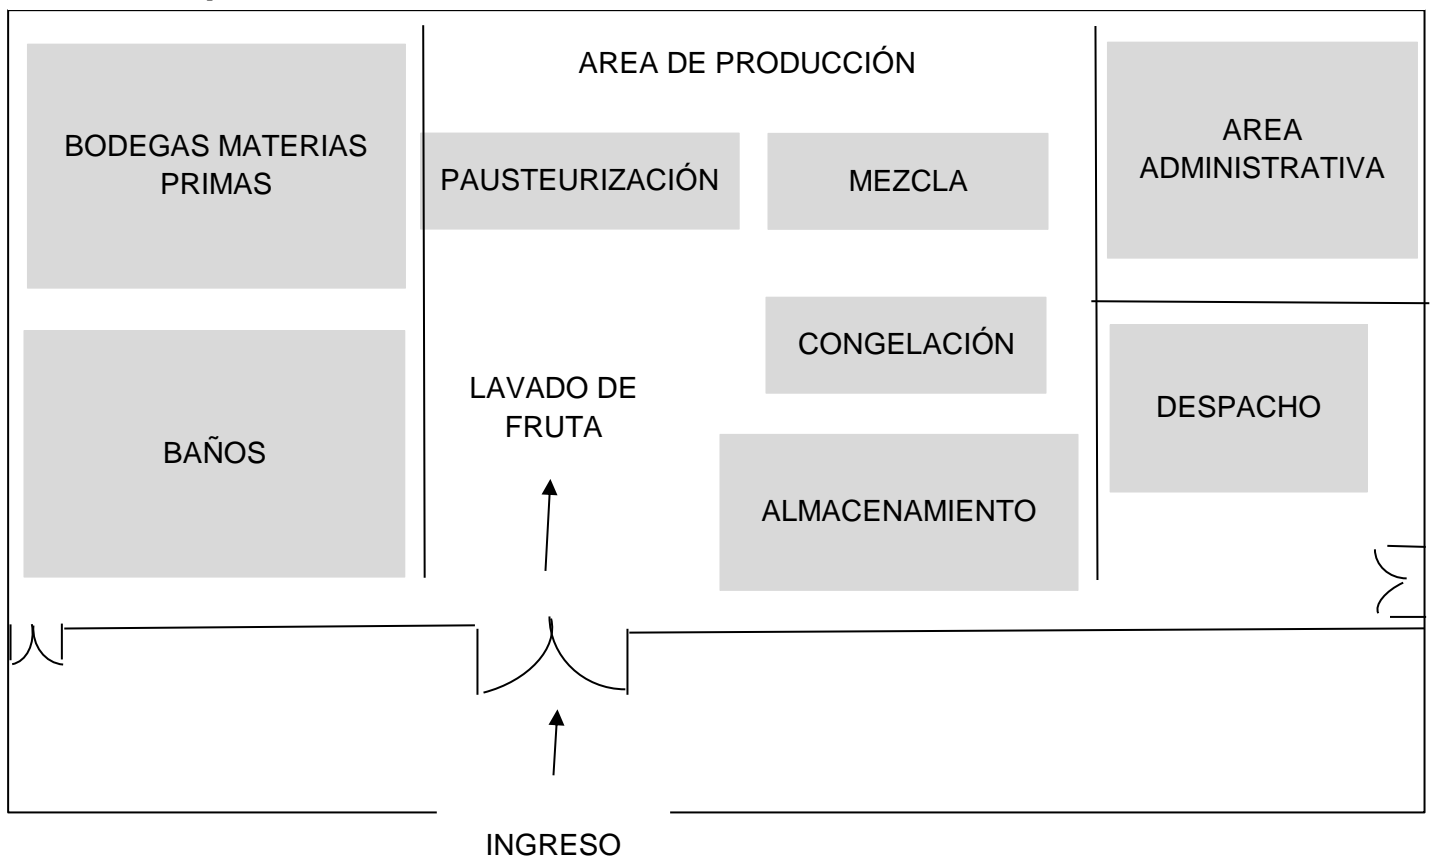 AREA DE PRODUCCIÓN
BODEGAS MATERIAS
PRIMAS
PAUSTEURIZACIÓN
MEZCLA
AREA
ADMINISTRATIVA
CONGELACIÓN
LAVADO DE
FRUTA
DESPACHO
BAÑOS
ALMACENAMIENTO
INGRESO